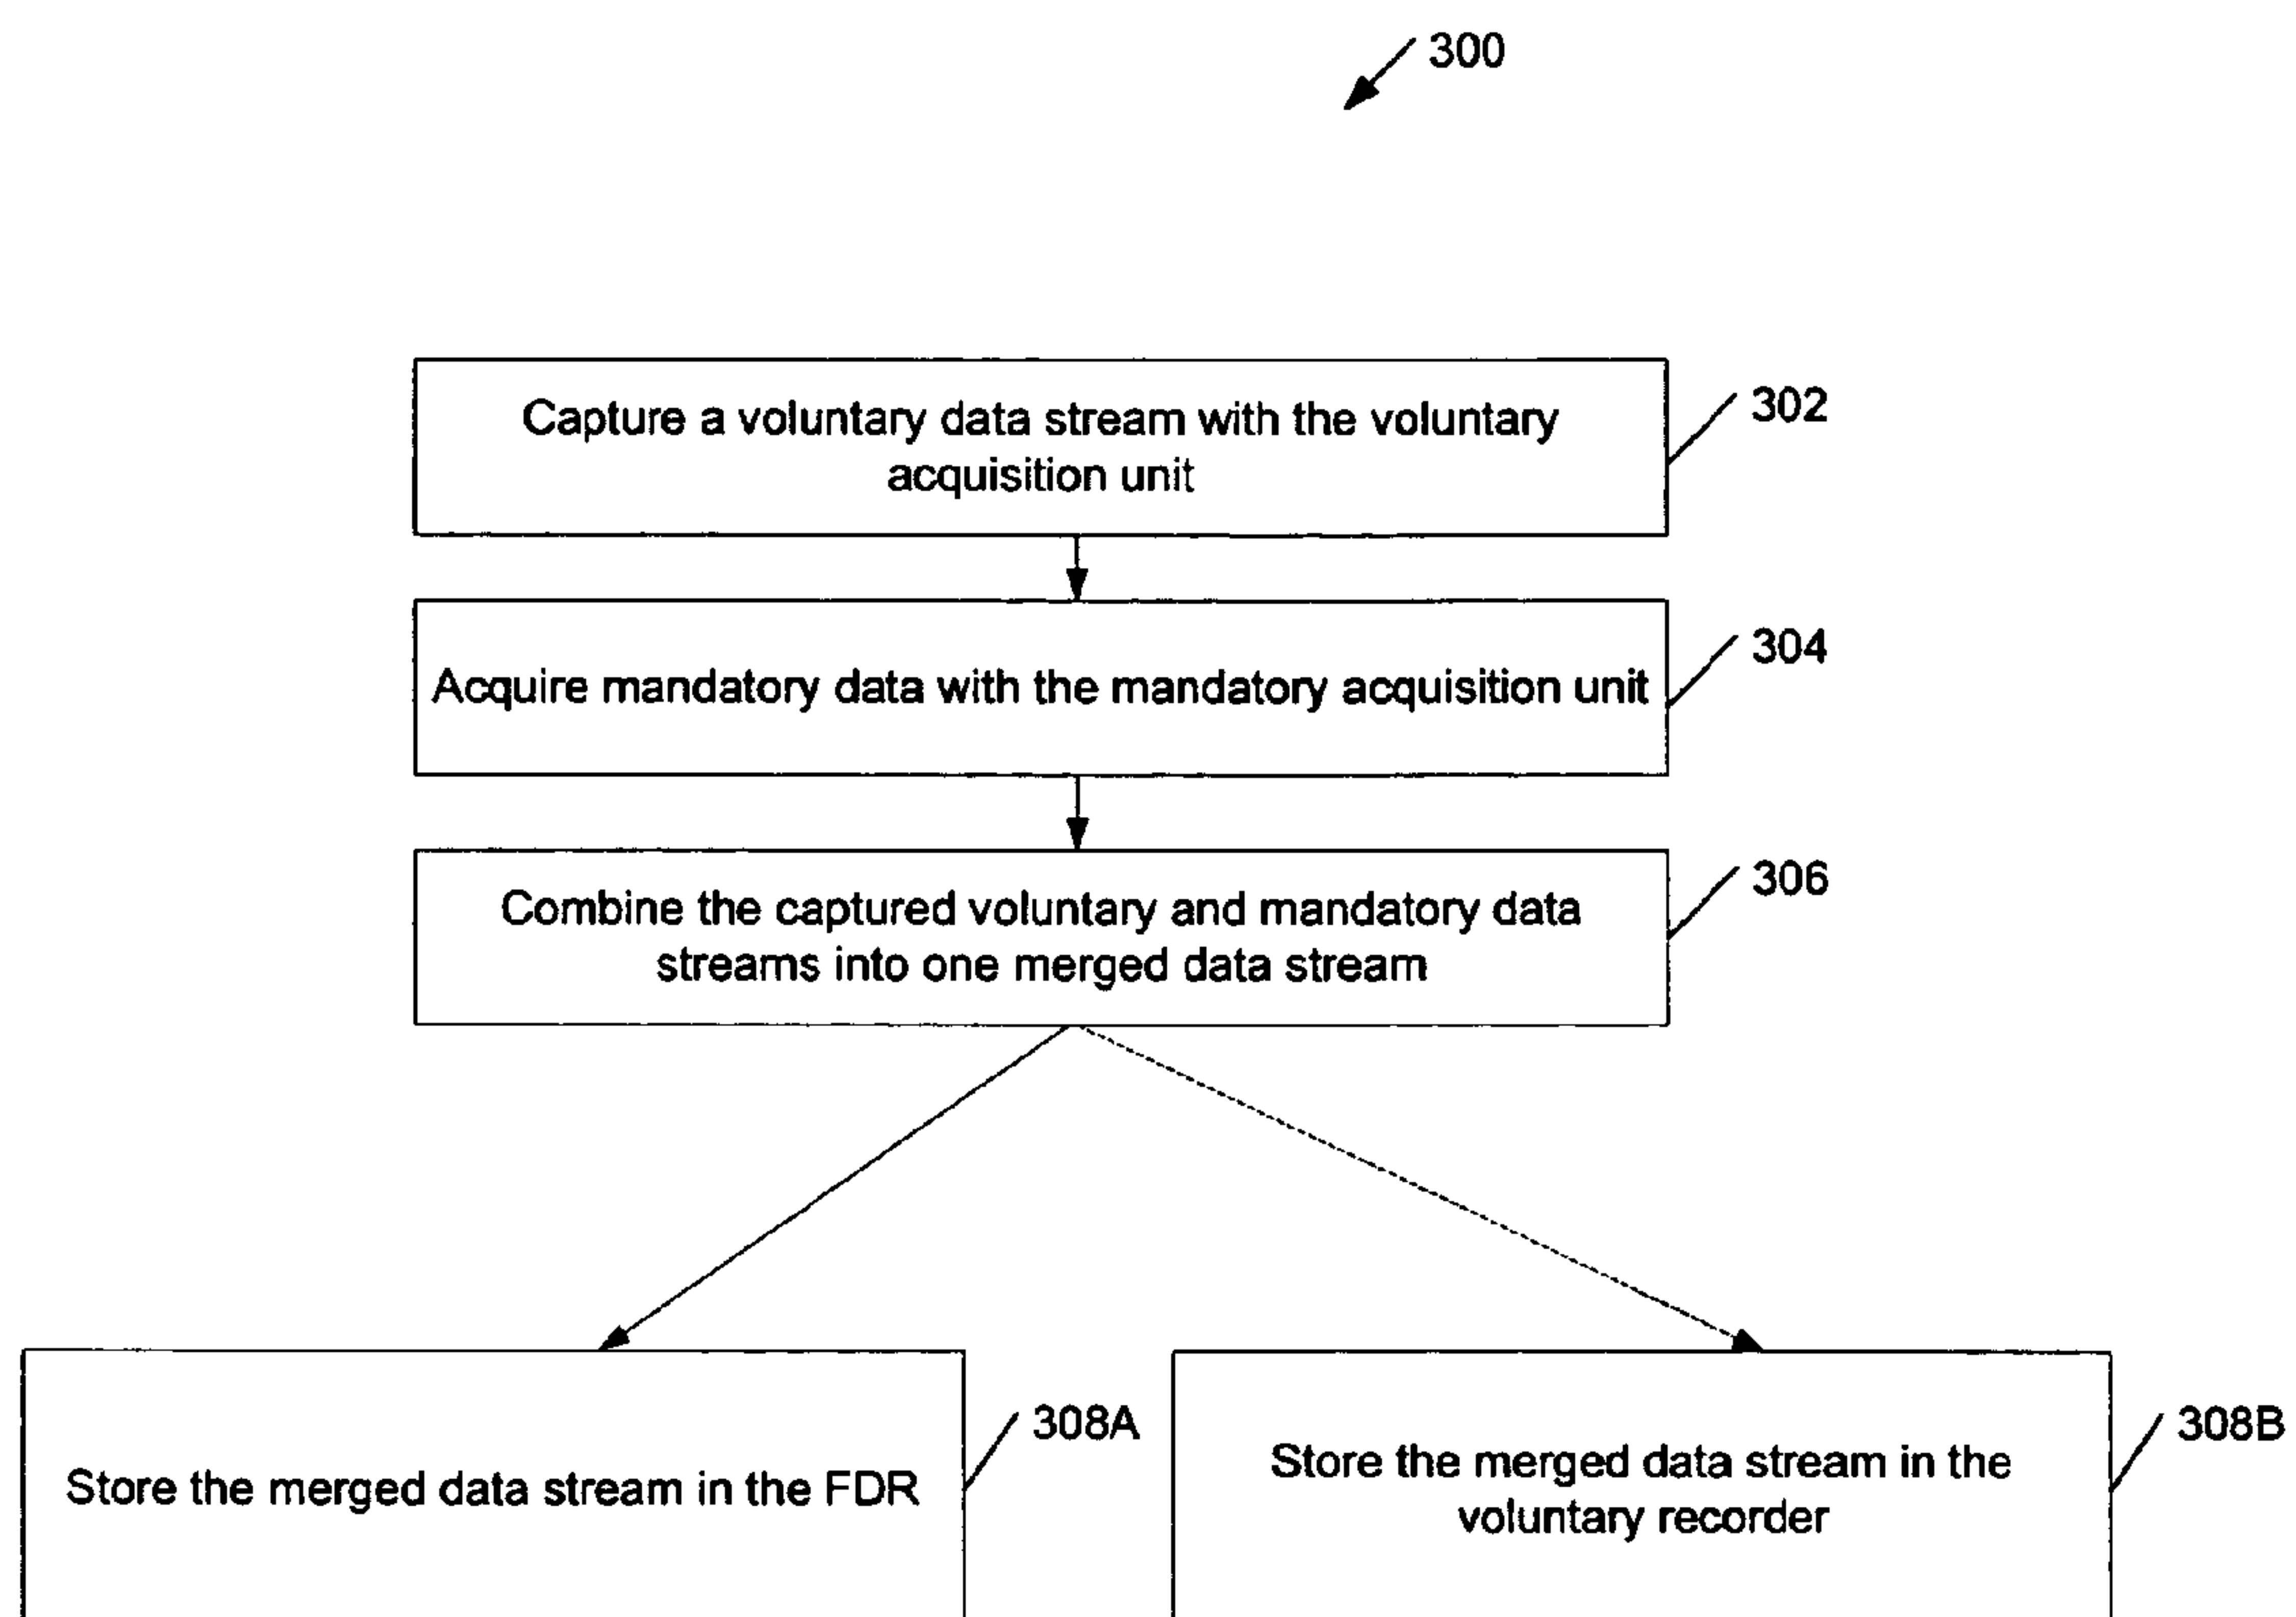 300
Capture a voluntary data stream with the voluntary
acquisition unit
302
Acquire mandatory data with the mandatory acquisition unit
304
Combine the captured voluntary and mandatory data
streams into one merged data stream
306
Store the merged data stream in the FDR
308A
Store the merged data stream in the
voluntary recorder
308B